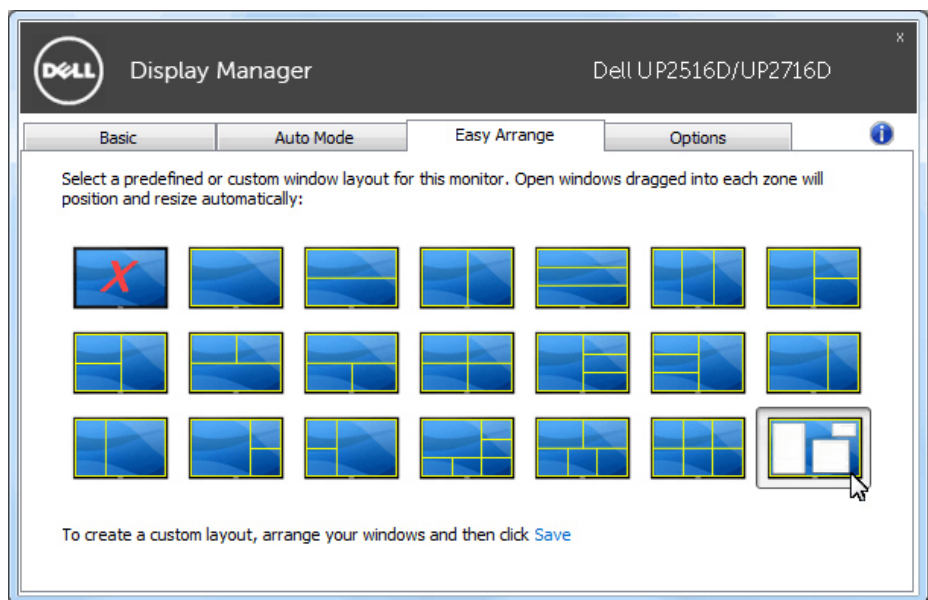 DELL Display Manager Dell UP2516D/UP2716D x
Basic Auto Mode Easy Arrange Options i
Select a predefined or custom window layout for this monitor. Open windows dragged into each zone will
position and resize automatically:
X
To create a custom layout, arrange your windows and then click Save